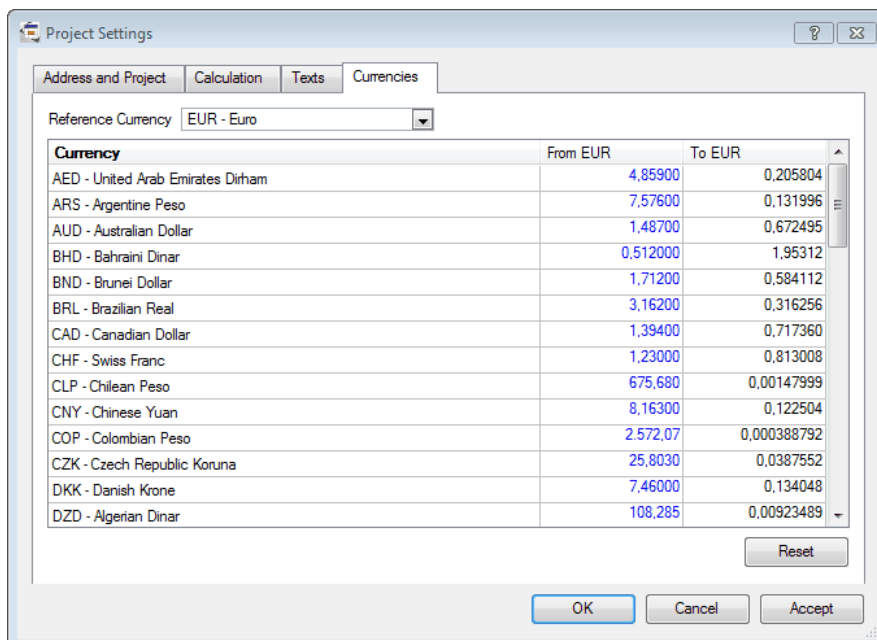 Project Settings
Address and Project Calculation Texts Currencies
Reference Currency EUR - Euro
Currency From EUR To EUR
AED - United Arab Emirates Dirham 4,85900 0,205804
ARS - Argentine Peso 7,57600 0,131996
AUD - Australian Dollar 1,48700 0,672495
BHD - Bahraini Dinar 0,512000 1,95312
BND - Brunei Dollar 1,71200 0,584112
BRL - Brazilian Real 3,16200 0,316256
CAD - Canadian Dollar 1,39400 0,717360
CHF - Swiss Franc 1,23000 0,813008
CLP - Chilean Peso 675,680 0,00147999
CNY - Chinese Yuan 8,16300 0,122504
COP - Colombian Peso 2.572,07 0,000388792
CZK - Czech Republic Koruna 25,8030 0,0387552
DKK - Danish Krone 7,46000 0,134048
DZD - Algerian Dinar 108,285 0,00923489
Reset
OK Cancel Accept